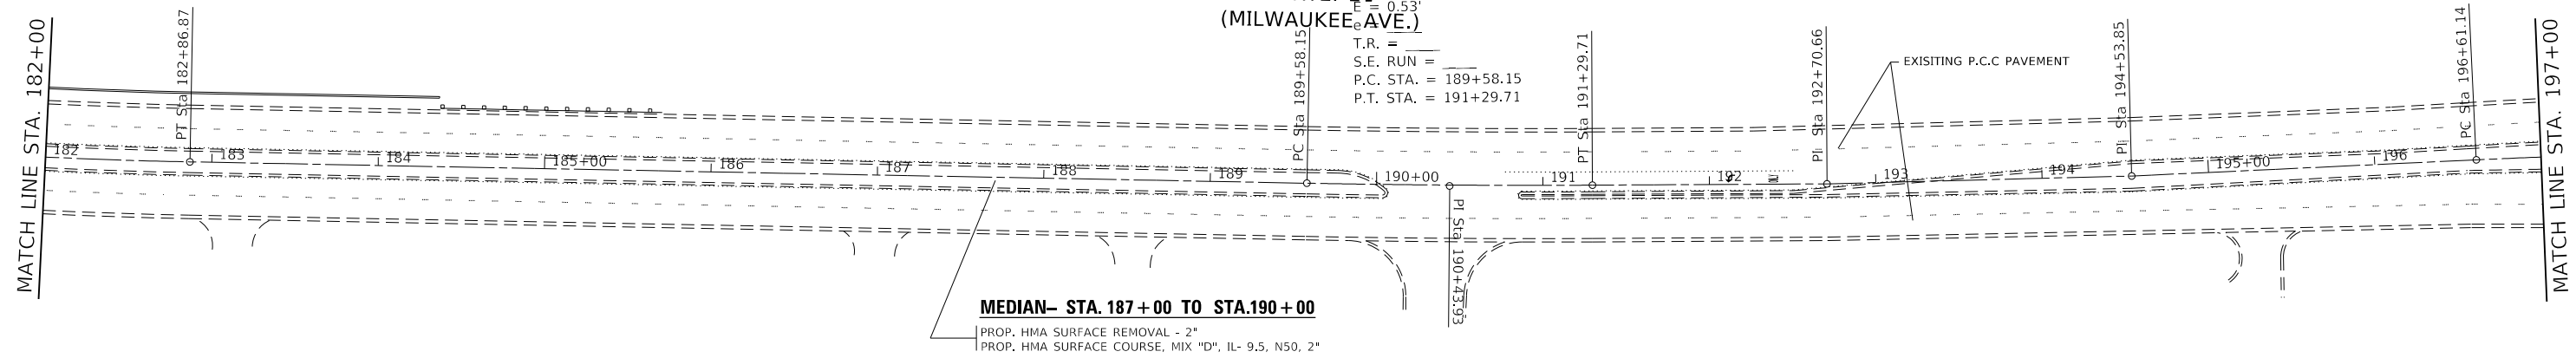 (MILWAUKEE AVE.)
E = 0.53'
e =
T.R. =
S.E. RUN =
P.C. STA. = 189+58.15
P.T. STA. = 191+29.71
MATCH LINE STA. 182+00
PT Sta 182+86.87
PC Sta 189+58.15
PT Sta 191+29.71
PI Sta 192+70.66
EXISITING P.C.C PAVEMENT
PI Sta 194+53.85
PC Sta 196+61.14
MATCH LINE STA. 197+00
182
183
184
185+00
186
187
188
189
190+00
191
192
193
194
195+00
196
PI Sta 190+43.93
MEDIAN– STA. 187+00 TO STA.190+00
PROP. HMA SURFACE REMOVAL - 2"
PROP. HMA SURFACE COURSE, MIX "D", IL- 9.5, N50, 2"